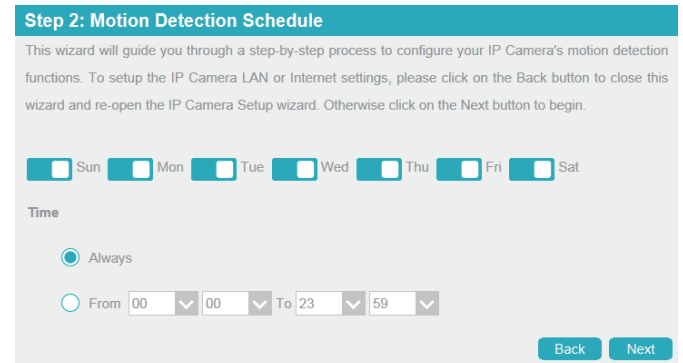 Step 2: Motion Detection Schedule
This wizard will guide you through a step-by-step process to configure your IP Camera's motion detection
functions. To setup the IP Camera LAN or Internet settings, please click on the Back button to close this
wizard and re-open the IP Camera Setup wizard. Otherwise click on the Next button to begin.
Sun Mon Tue Wed Thu Fri Sat
Time
Always
From 00 00 To 23 59
Back Next